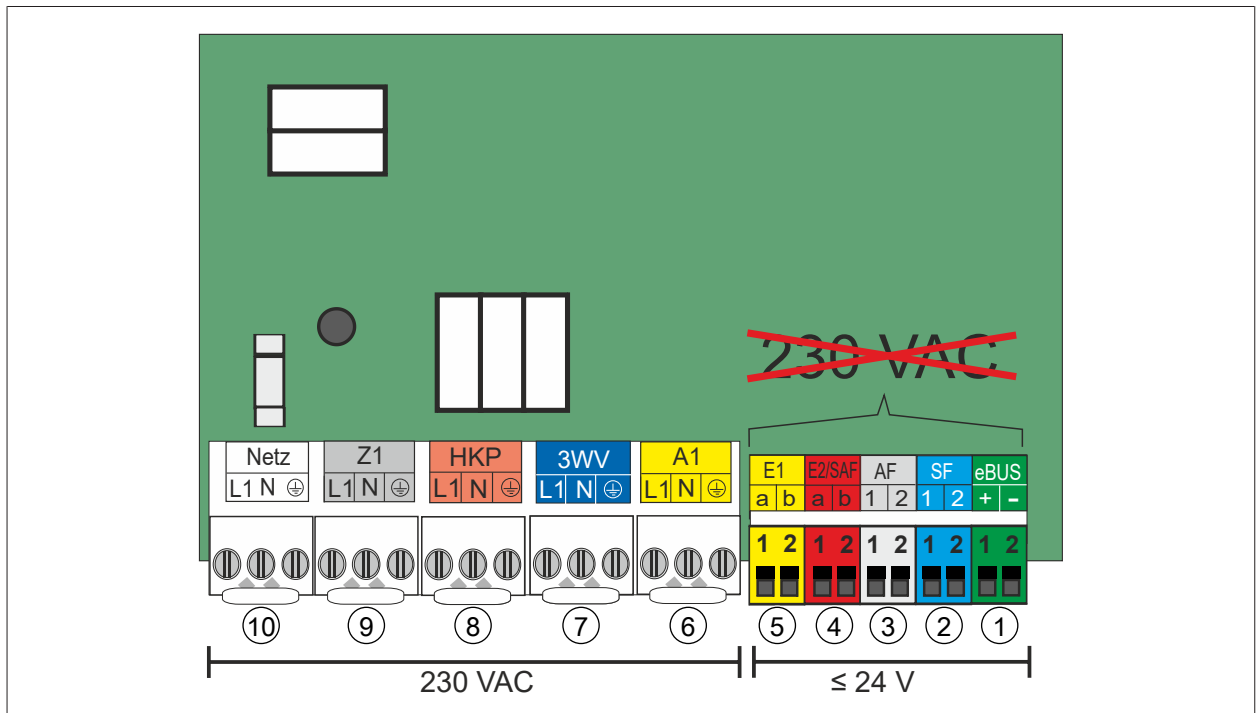 230 VAC
Netz Z1 HKP 3WV A1
L1 N L1 N L1 N L1 N L1 N
E1 E2/SAF AF SF eBUS
a b a b 1 2 1 2 + −
1 2 1 2 1 2 1 2 1 2
10 9 8 7 6 5 4 3 2 1
230 VAC ≤ 24 V